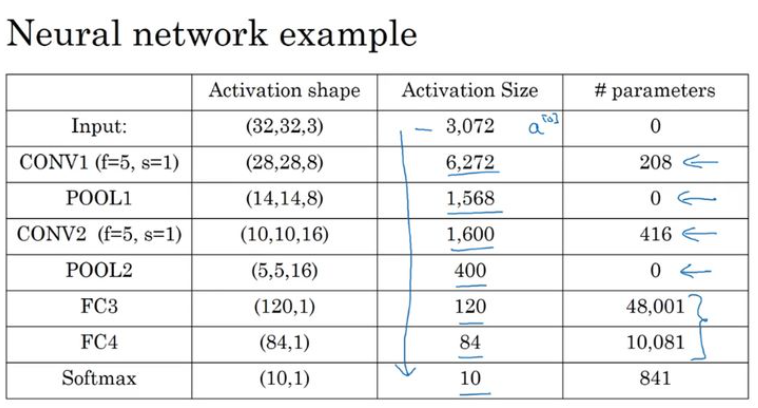 Neural network example
Activation shape Activation Size # parameters
Input: (32,32,3) 3,072 a[0] 0
CONV1 (f=5, s=1) (28,28,8) 6,272 208
POOL1 (14,14,8) 1,568 0
CONV2 (f=5, s=1) (10,10,16) 1,600 416
POOL2 (5,5,16) 400 0
FC3 (120,1) 120 48,001
FC4 (84,1) 84 10,081
Softmax (10,1) 10 841